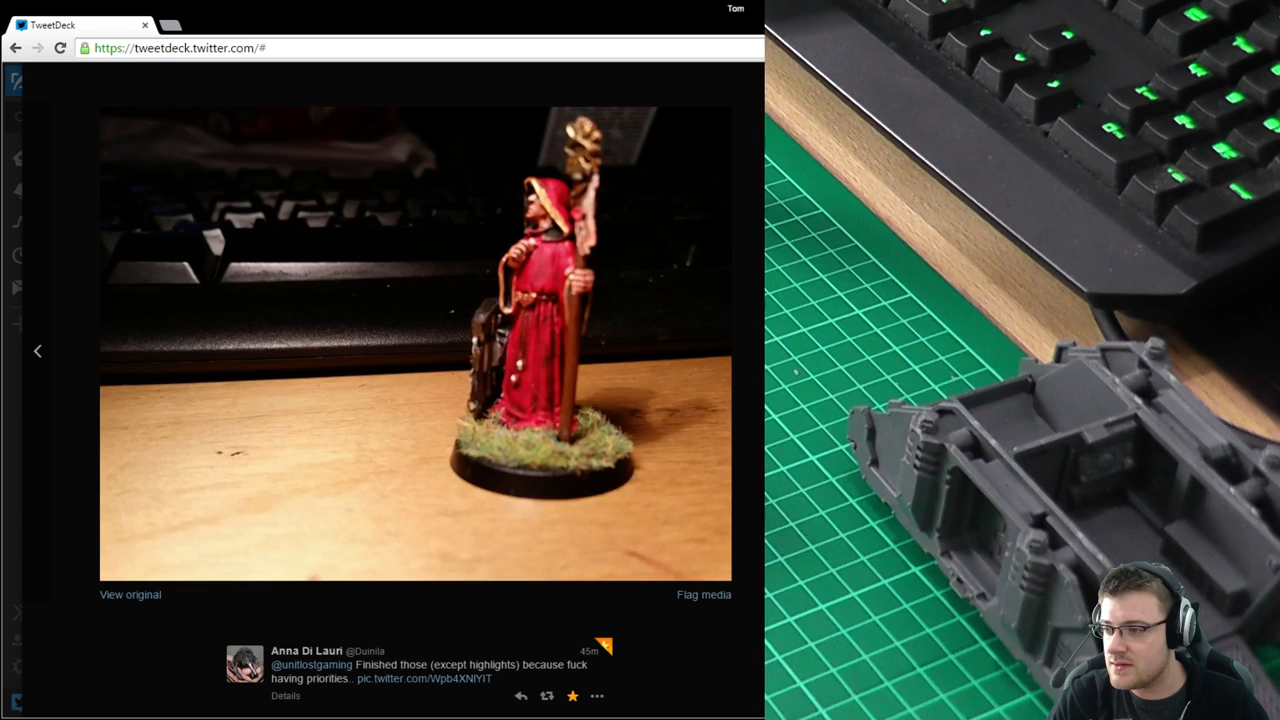 Tom
TweetDeck
https://tweetdeck.twitter.com/#
View original
Flag media
Anna Di Lauri @Duinila
45m
@unitlostgaming Finished those (except highlights) because fuck
having priorities.. pic.twitter.com/Wpb4XNIYIT
Details